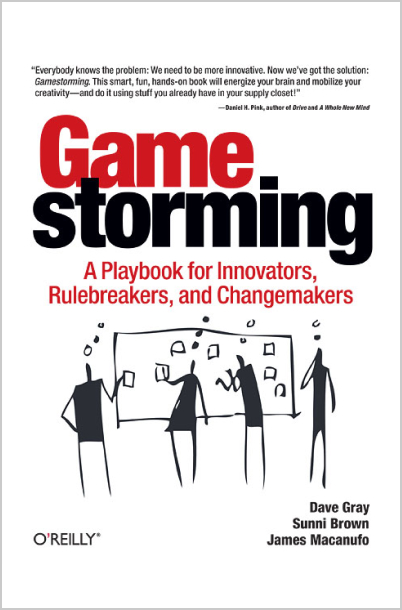 “Everybody knows the problem: We need to be more innovative. Now we’ve got the solution:
Gamestorming. This smart, fun, hands-on book will energize your brain and mobilize your
creativity—and do it using stuff you already have in your supply closet!”
—Daniel H. Pink, author of Drive and A Whole New Mind
Game
storming
A Playbook for Innovators,
Rulebreakers, and Changemakers
Dave Gray
Sunni Brown
James Macanufo
O’REILLY®